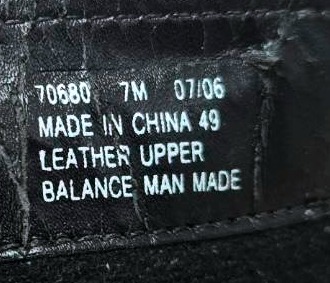 70680 7M 07/06
MADE IN CHINA 49
LEATHER UPPER
BALANCE MAN MADE